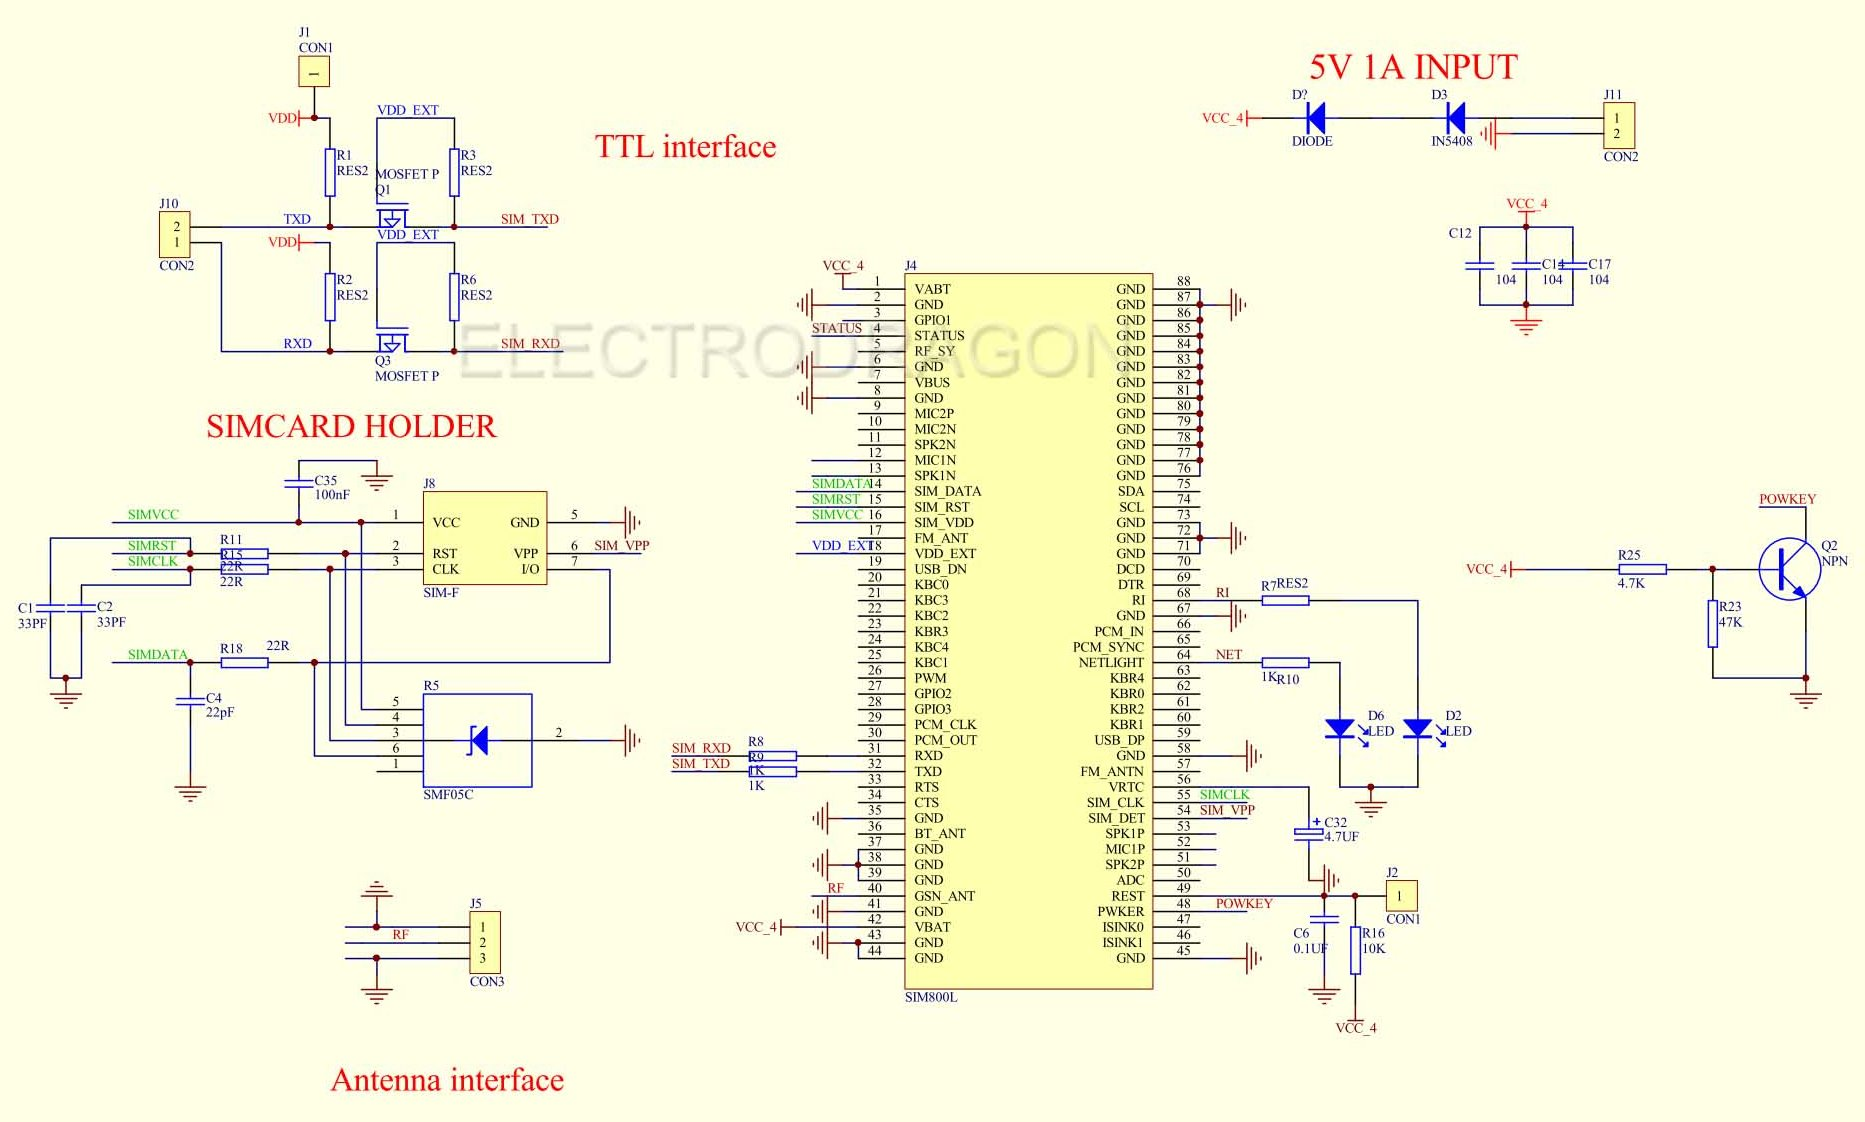 J1
CON1
1
VDD
VDD_EXT
R1
RES2
MOSFET P
Q1
R3
RES2
TTL interface
J10
2
1
CON2
TXD
SIM_TXD
VDD
VDD_EXT
R2
RES2
R6
RES2
RXD
SIM_RXD
Q3
MOSFET P
ELECTRODRAGON
5V 1A INPUT
VCC_4
D?
DIODE
D3
IN5408
J11
1
2
CON2
VCC_4
C12
104
C14
104
C17
104
SIMCARD HOLDER
C35
100nF
J8
SIMVCC
1 VCC GND 5
SIMRST
R11
2 RST VPP 6 SIM_VPP
SIMCLK
R15
22R
3 CLK I/O 7
22R
SIM-F
C1
33PF
C2
33PF
SIMDATA
R18
22R
C4
22pF
R5
5
4
3
6
1
2
SMF05C
J5
1
RF
2
3
CON3
Antenna interface
VCC_4
J4
1 VABT GND 88
2 GND GND 87
3 GPIO1 GND 86
STATUS 4 STATUS GND 85
5 RF_SY GND 84
6 GND GND 83
7 VBUS GND 82
8 GND GND 81
9 MIC2P GND 80
10 MIC2N GND 79
11 SPK2N GND 78
12 MIC1N GND 77
13 SPK1N GND 76
SIMDATA 14 SIM_DATA SDA 75
SIMRST 15 SIM_RST SCL 74
SIMVCC 16 SIM_VDD GND 73
17 FM_ANT GND 72
VDD_EXT 18 VDD_EXT GND 71
19 USB_DN DCD 70
20 KBC0 DTR 69
21 KBC3 RI 68 RI
22 KBC2 GND 67
23 KBR3 PCM_IN 66
24 KBC4 PCM_SYNC 65
25 KBC1 NETLIGHT 64 NET
26 PWM KBR4 63
27 GPIO2 KBR0 62
28 GPIO3 KBR2 61
29 PCM_CLK KBR1 60
30 PCM_OUT USB_DP 59
SIM_RXD R8 31 RXD GND 58
SIM_TXD R9 1K 32 TXD FM_ANTN 57
1K
33 RTS VRTC 56
34 CTS SIM_CLK 55 SIMCLK
35 GND SIM_DET 54 SIM_VPP
36 BT_ANT SPK1P 53
37 GND MIC1P 52
38 GND SPK2P 51
39 GND ADC 50
RF 40 GSN_ANT REST 49
41 GND PWKER 48 POWKEY
VCC_4 42 VBAT ISINK0 47
43 GND ISINK1 46
44 GND GND 45
SIM800L
R7 RES2
1K R10
D6
LED
D2
LED
+ C32
4.7UF
J2
1
CON1
C6
0.1UF
R16
10K
VCC_4
POWKEY
Q2
NPN
VCC_4
R25
4.7K
R23
47K